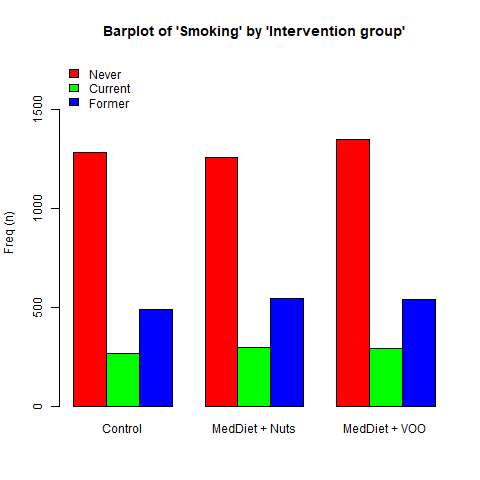 Barplot of 'Smoking' by 'Intervention group'
Never
Current
Former
Freq (n)
1500
1000
500
0
Control
MedDiet + Nuts
MedDiet + VOO